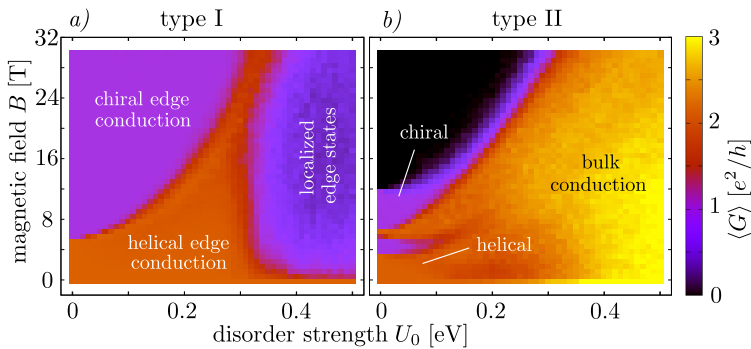 a) type I
b) type II
magnetic field B [T]
32
24
16
8
0
chiral edge
conduction
helical edge
conduction
localized
edge states
chiral
helical
bulk
conduction
3
2
1
0
⟨G⟩ [e²/h]
0 0.2 0.4
0 0.2 0.4
disorder strength U₀ [eV]